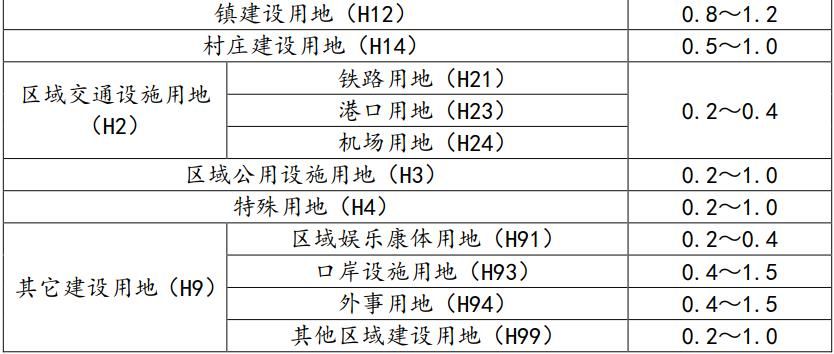 镇建设用地（H12） 0.8～1.2
村庄建设用地（H14） 0.5～1.0
区域交通设施用地
（H2）
铁路用地（H21）
港口用地（H23）
机场用地（H24）
0.2～0.4
区域公用设施用地（H3） 0.2～1.0
特殊用地（H4） 0.2～1.0
其它建设用地（H9）
区域娱乐康体用地（H91） 0.2～0.4
口岸设施用地（H93） 0.4～1.5
外事用地（H94） 0.4～1.5
其他区域建设用地（H99） 0.2～1.0